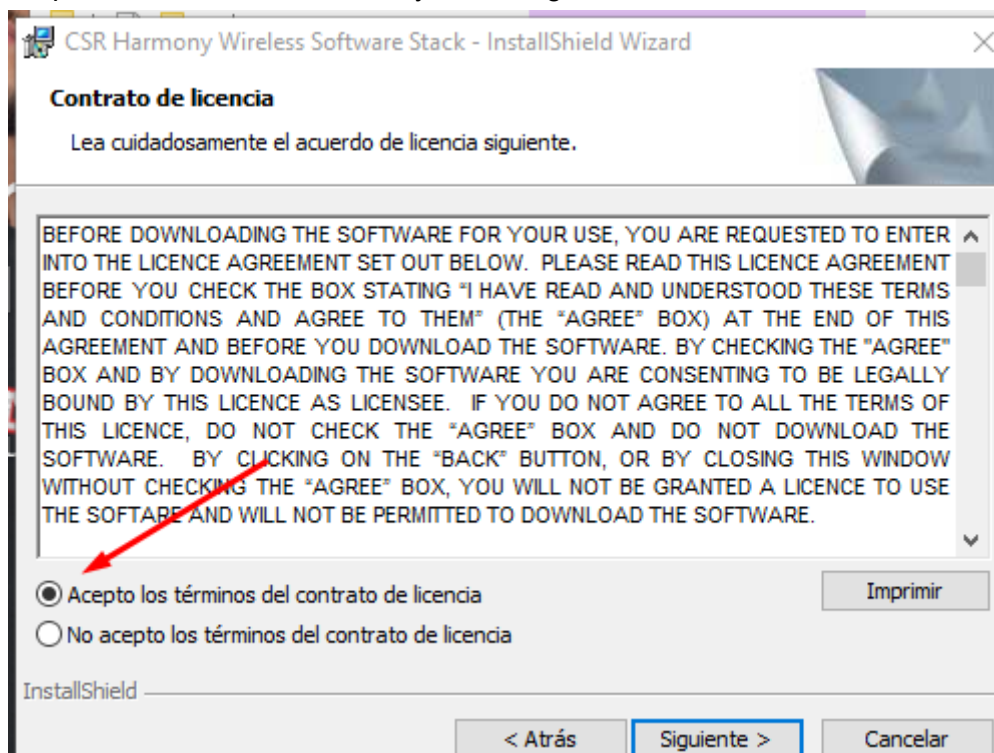 CSR Harmony Wireless Software Stack - InstallShield Wizard
Contrato de licencia
Lea cuidadosamente el acuerdo de licencia siguiente.
BEFORE DOWNLOADING THE SOFTWARE FOR YOUR USE, YOU ARE REQUESTED TO ENTER
INTO THE LICENCE AGREEMENT SET OUT BELOW. PLEASE READ THIS LICENCE AGREEMENT
BEFORE YOU CHECK THE BOX STATING “I HAVE READ AND UNDERSTOOD THESE TERMS
AND CONDITIONS AND AGREE TO THEM” (THE “AGREE” BOX) AT THE END OF THIS
AGREEMENT AND BEFORE YOU DOWNLOAD THE SOFTWARE. BY CHECKING THE "AGREE"
BOX AND BY DOWNLOADING THE SOFTWARE YOU ARE CONSENTING TO BE LEGALLY
BOUND BY THIS LICENCE AS LICENSEE. IF YOU DO NOT AGREE TO ALL THE TERMS OF
THIS LICENCE, DO NOT CHECK THE “AGREE” BOX AND DO NOT DOWNLOAD THE
SOFTWARE. BY CLICKING ON THE “BACK” BUTTON, OR BY CLOSING THIS WINDOW
WITHOUT CHECKING THE “AGREE” BOX, YOU WILL NOT BE GRANTED A LICENCE TO USE
THE SOFTARE AND WILL NOT BE PERMITTED TO DOWNLOAD THE SOFTWARE.
Acepto los términos del contrato de licencia
Imprimir
No acepto los términos del contrato de licencia
InstallShield
< Atrás Siguiente > Cancelar